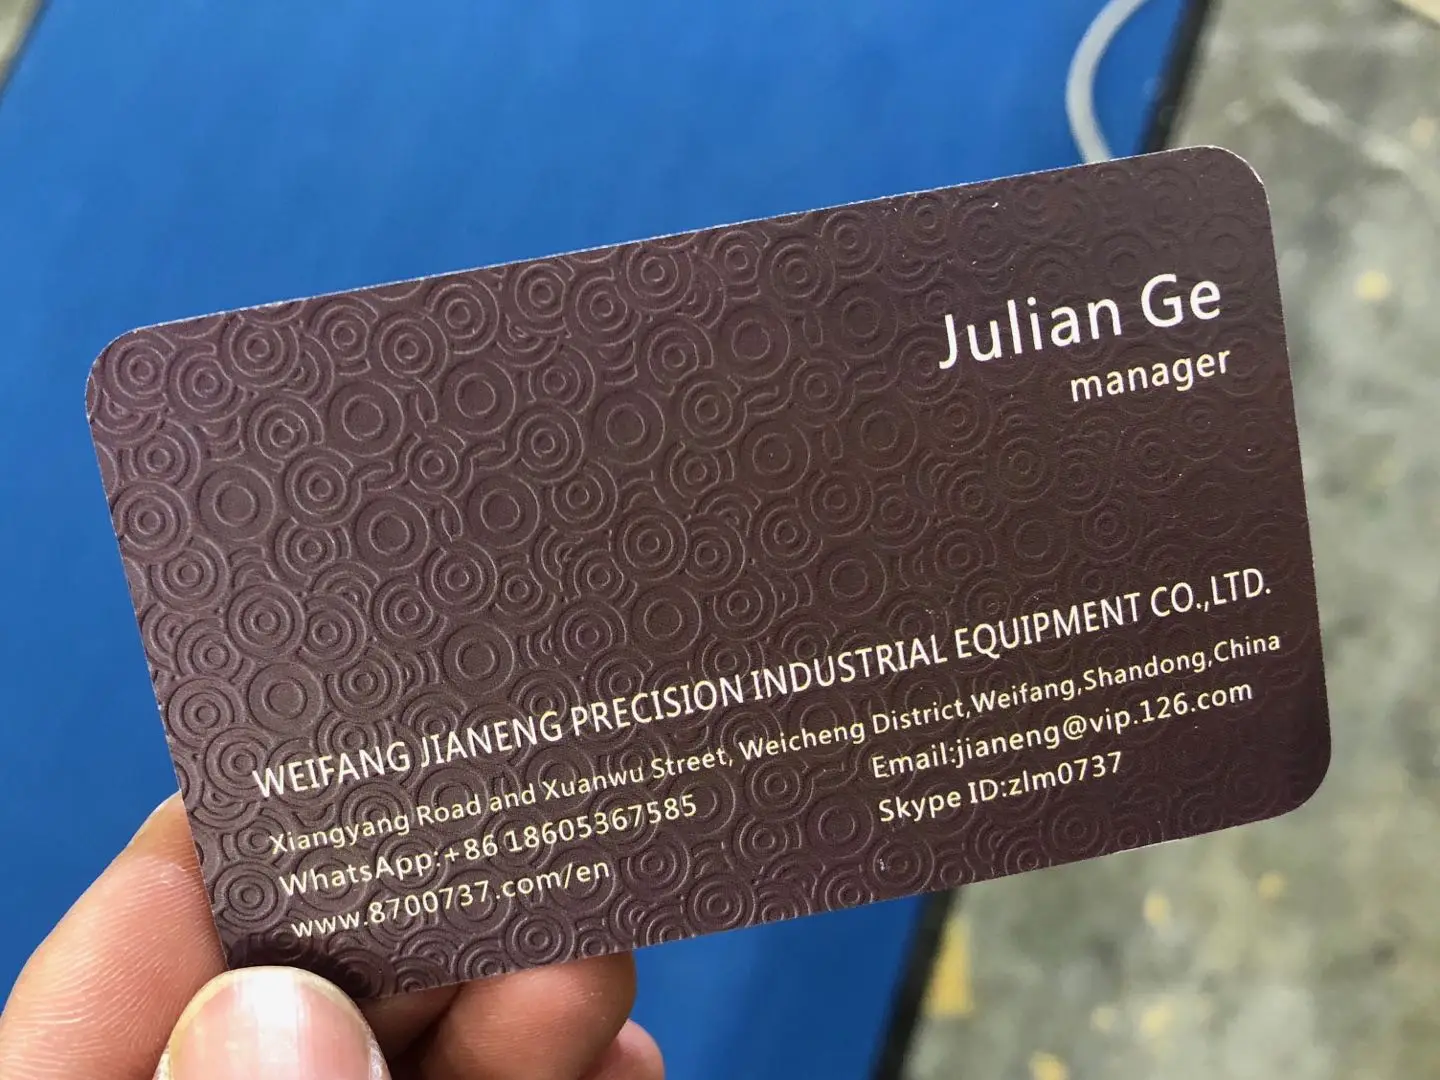 Julian Ge
manager
WEIFANG JIANENG PRECISION INDUSTRIAL EQUIPMENT CO.,LTD.
Xiangyang Road and Xuanwu Street, Weicheng District,Weifang,Shandong,China
WhatsApp:+86 18605367585
Email:jianeng@vip.126.com
www.8700737.com/en
Skype ID:zlm0737